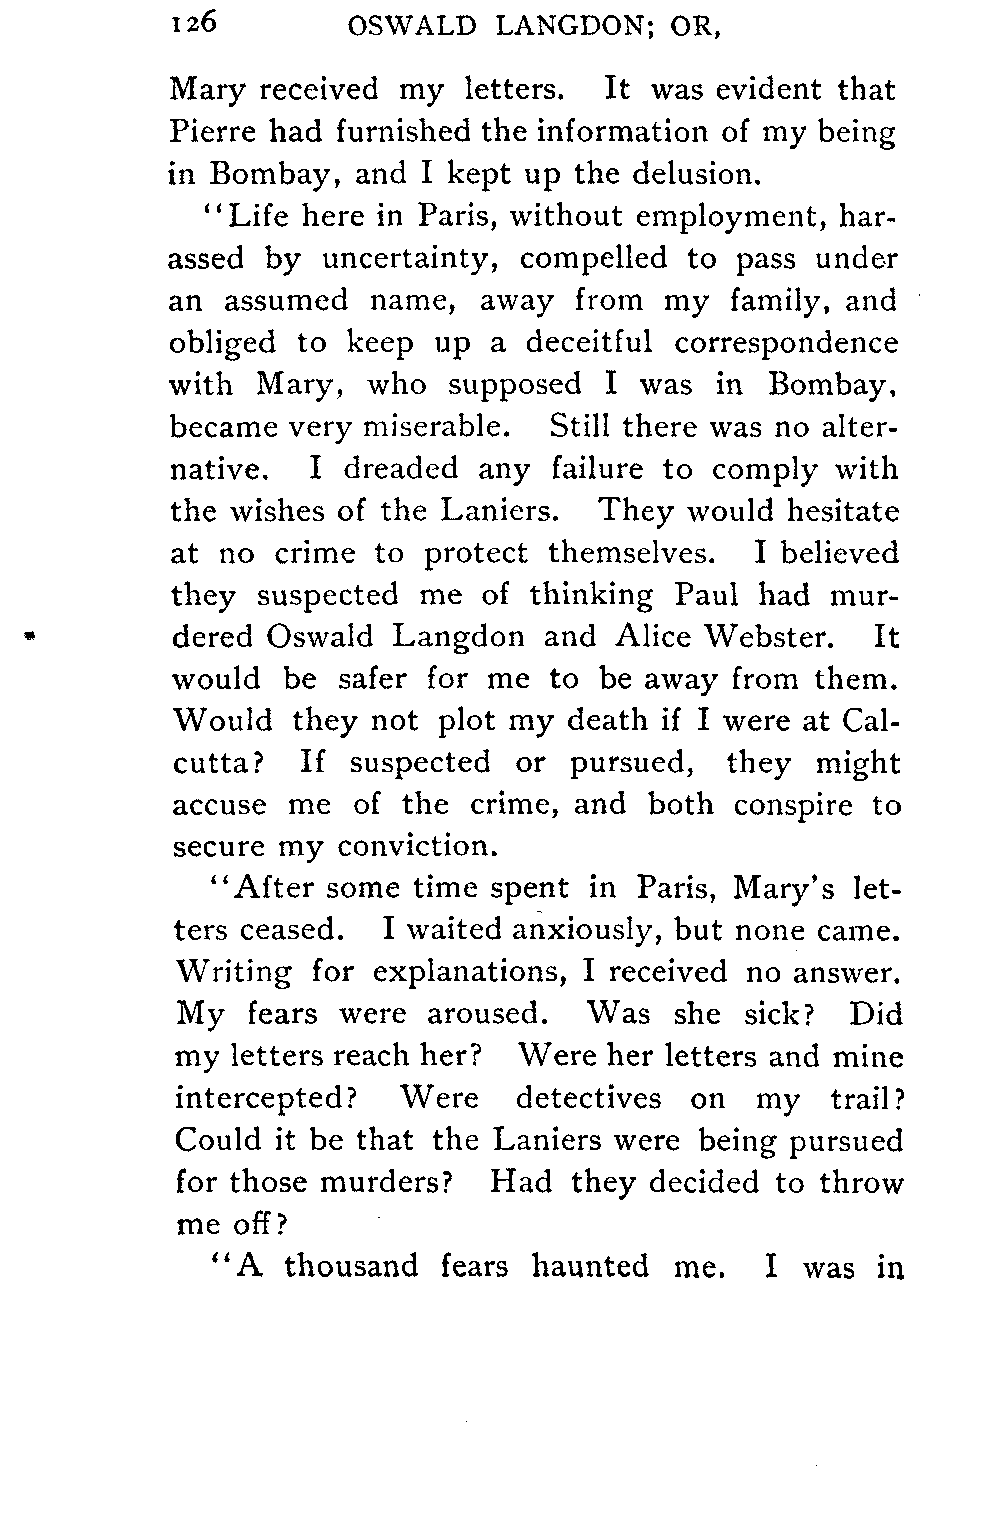 126 OSWALD LANGDON; OR,
Mary received my letters. It was evident that
Pierre had furnished the information of my being
in Bombay, and I kept up the delusion.
"Life here in Paris, without employment, har-
assed by uncertainty, compelled to pass under
an assumed name, away from my family, and
obliged to keep up a deceitful correspondence
with Mary, who supposed I was in Bombay,
became very miserable. Still there was no alter-
native. I dreaded any failure to comply with
the wishes of the Laniers. They would hesitate
at no crime to protect themselves. I believed
they suspected me of thinking Paul had mur-
dered Oswald Langdon and Alice Webster. It
would be safer for me to be away from them.
Would they not plot my death if I were at Cal-
cutta? If suspected or pursued, they might
accuse me of the crime, and both conspire to
secure my conviction.
"After some time spent in Paris, Mary's let-
ters ceased. I waited anxiously, but none came.
Writing for explanations, I received no answer.
My fears were aroused. Was she sick? Did
my letters reach her? Were her letters and mine
intercepted? Were detectives on my trail?
Could it be that the Laniers were being pursued
for those murders? Had they decided to throw
me off?
"A thousand fears haunted me. I was in